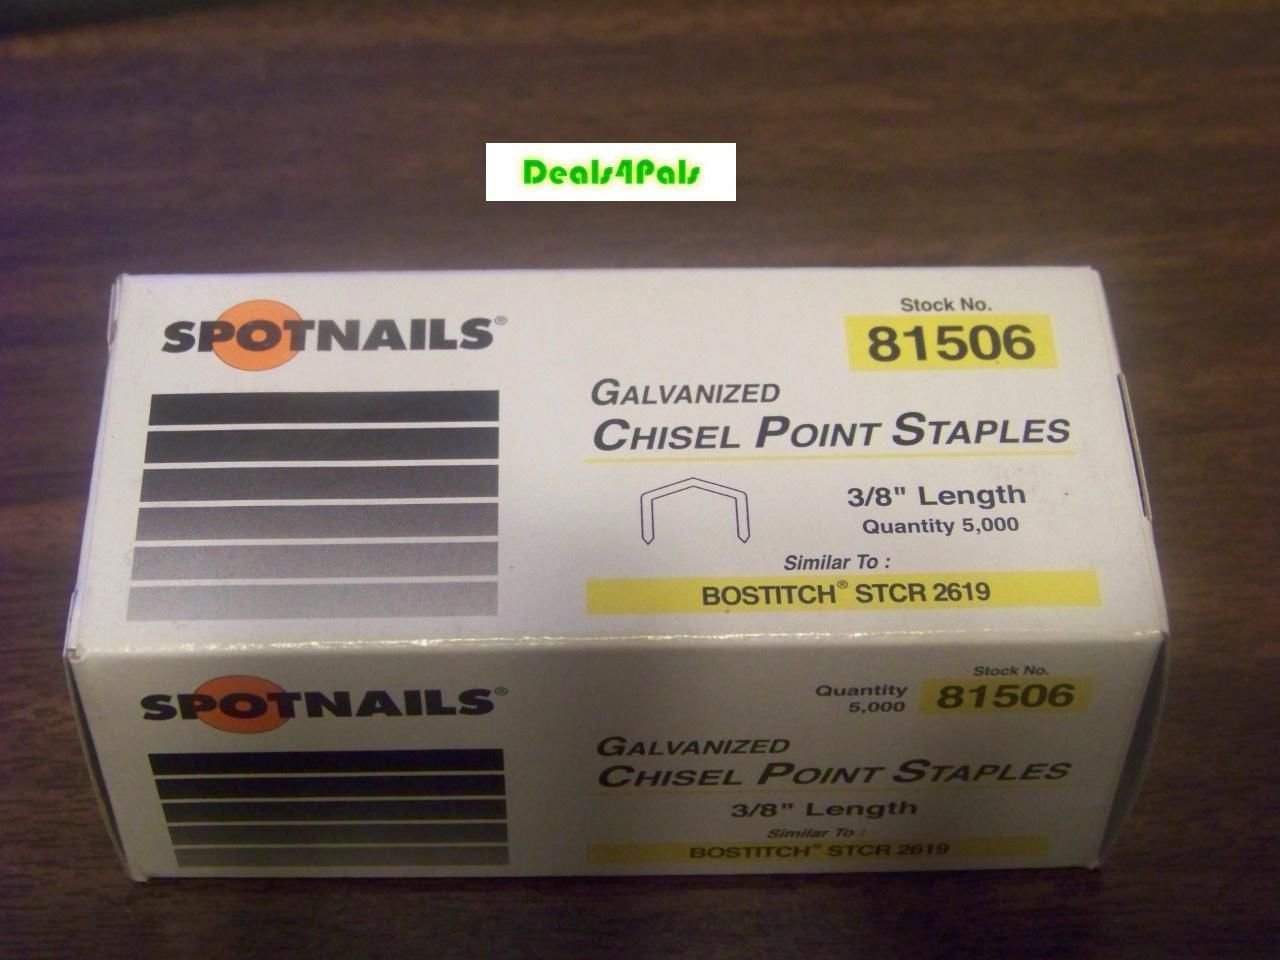 Deals4Pals
SPOTNAILS®
Stock No.
81506
GALVANIZED
CHISEL POINT STAPLES
3/8" Length
Quantity 5,000
Similar To :
BOSTITCH® STCR 2619
SPOTNAILS®
Quantity
5,000
Stock No.
81506
GALVANIZED
CHISEL POINT STAPLES
3/8" Length
Similar To :
BOSTITCH® STCR 2619